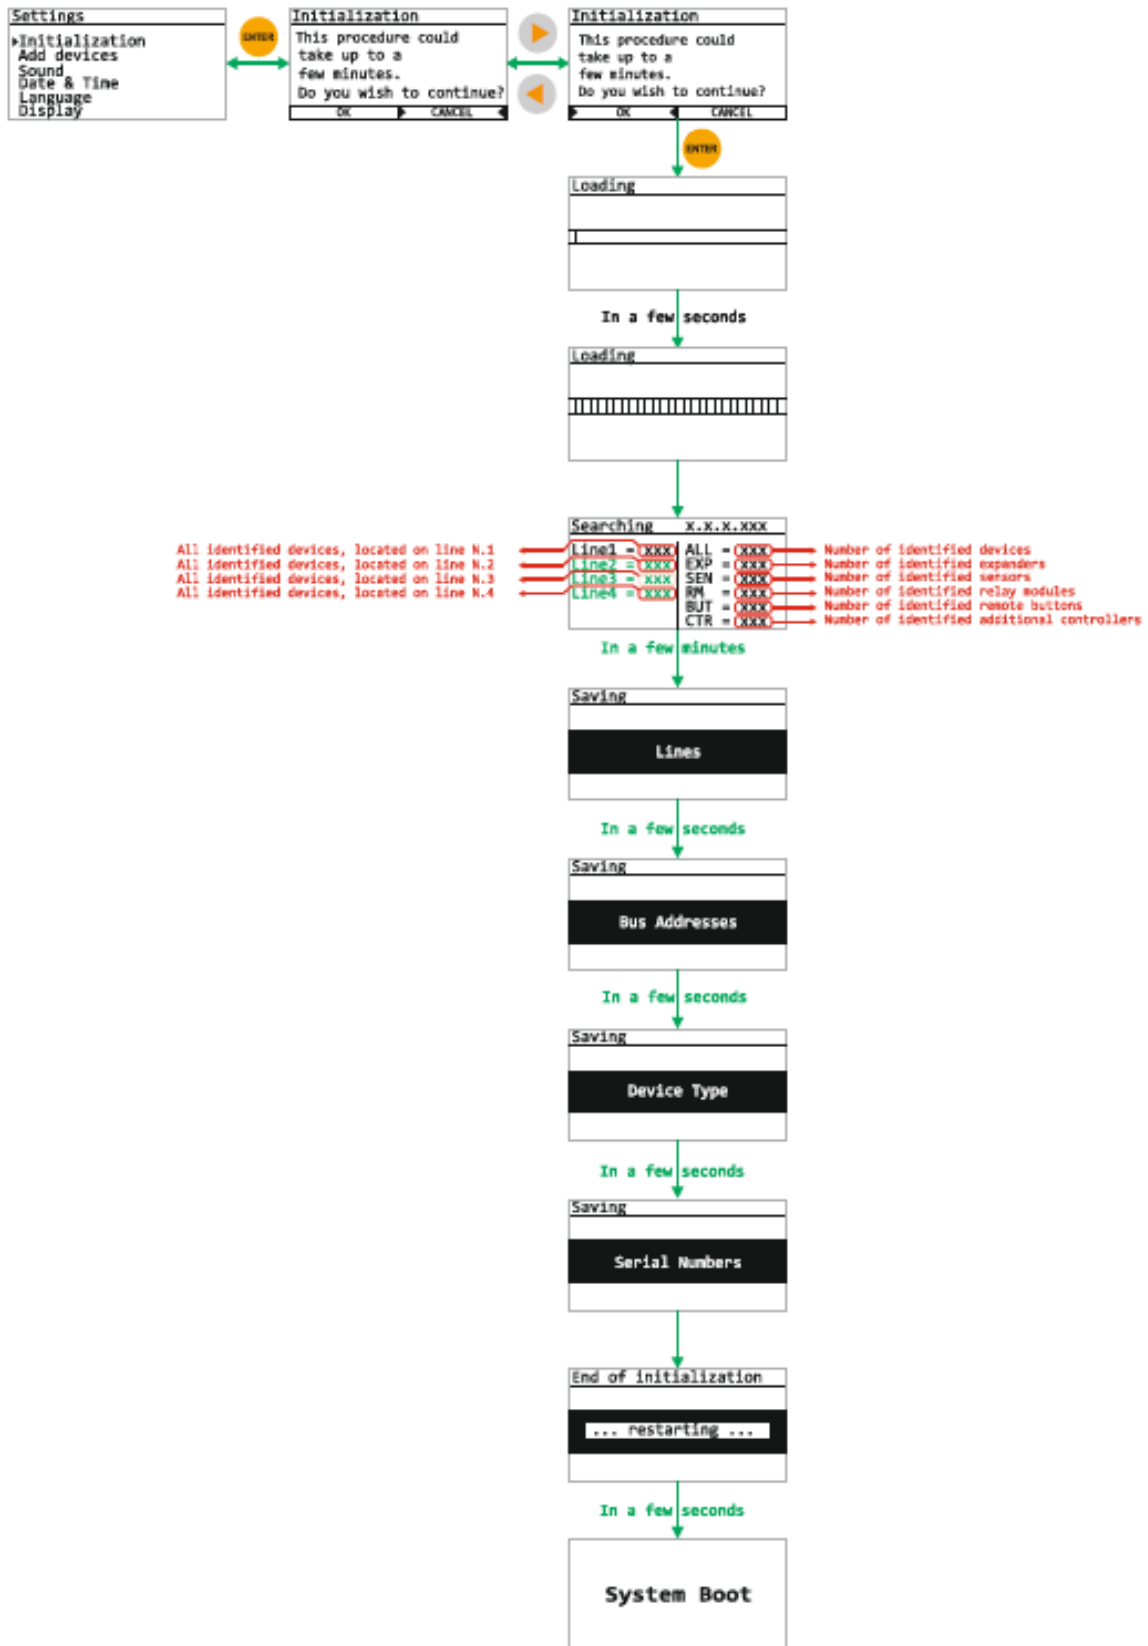 Settings
▸Initialization
Add devices
Sound
Date & Time
Language
Display
ENTER
Initialization
This procedure could
take up to a
few minutes.
Do you wish to continue?
OK
CANCEL
Initialization
This procedure could
take up to a
few minutes.
Do you wish to continue?
OK
CANCEL
ENTER
Loading
In a few seconds
Loading
Searching x.x.x.xxx
All identified devices, located on line N.1
All identified devices, located on line N.2
All identified devices, located on line N.3
All identified devices, located on line N.4
Line1 = xxx
Line2 = xxx
Line3 = xxx
Line4 = xxx
ALL = xxx
EXP = xxx
SEN = xxx
RM = xxx
BUT = xxx
CTR = xxx
Number of identified devices
Number of identified expanders
Number of identified sensors
Number of identified relay modules
Number of identified remote buttons
Number of identified additional controllers
In a few minutes
Saving
Lines
In a few seconds
Saving
Bus Addresses
In a few seconds
Saving
Device Type
In a few seconds
Saving
Serial Numbers
End of initialization
... restarting ...
In a few seconds
System Boot